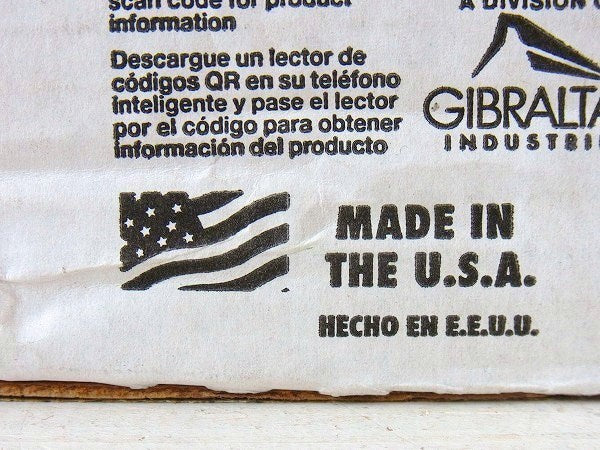 scan code for product
information
Descargue un lector de
códigos QR en su teléfono
inteligente y pase el lector
por el código para obtener
información del producto
A DIVISION
GIBRALTA
INDUSTRI
MADE IN
THE U.S.A.
HECHO EN E.E.U.U.